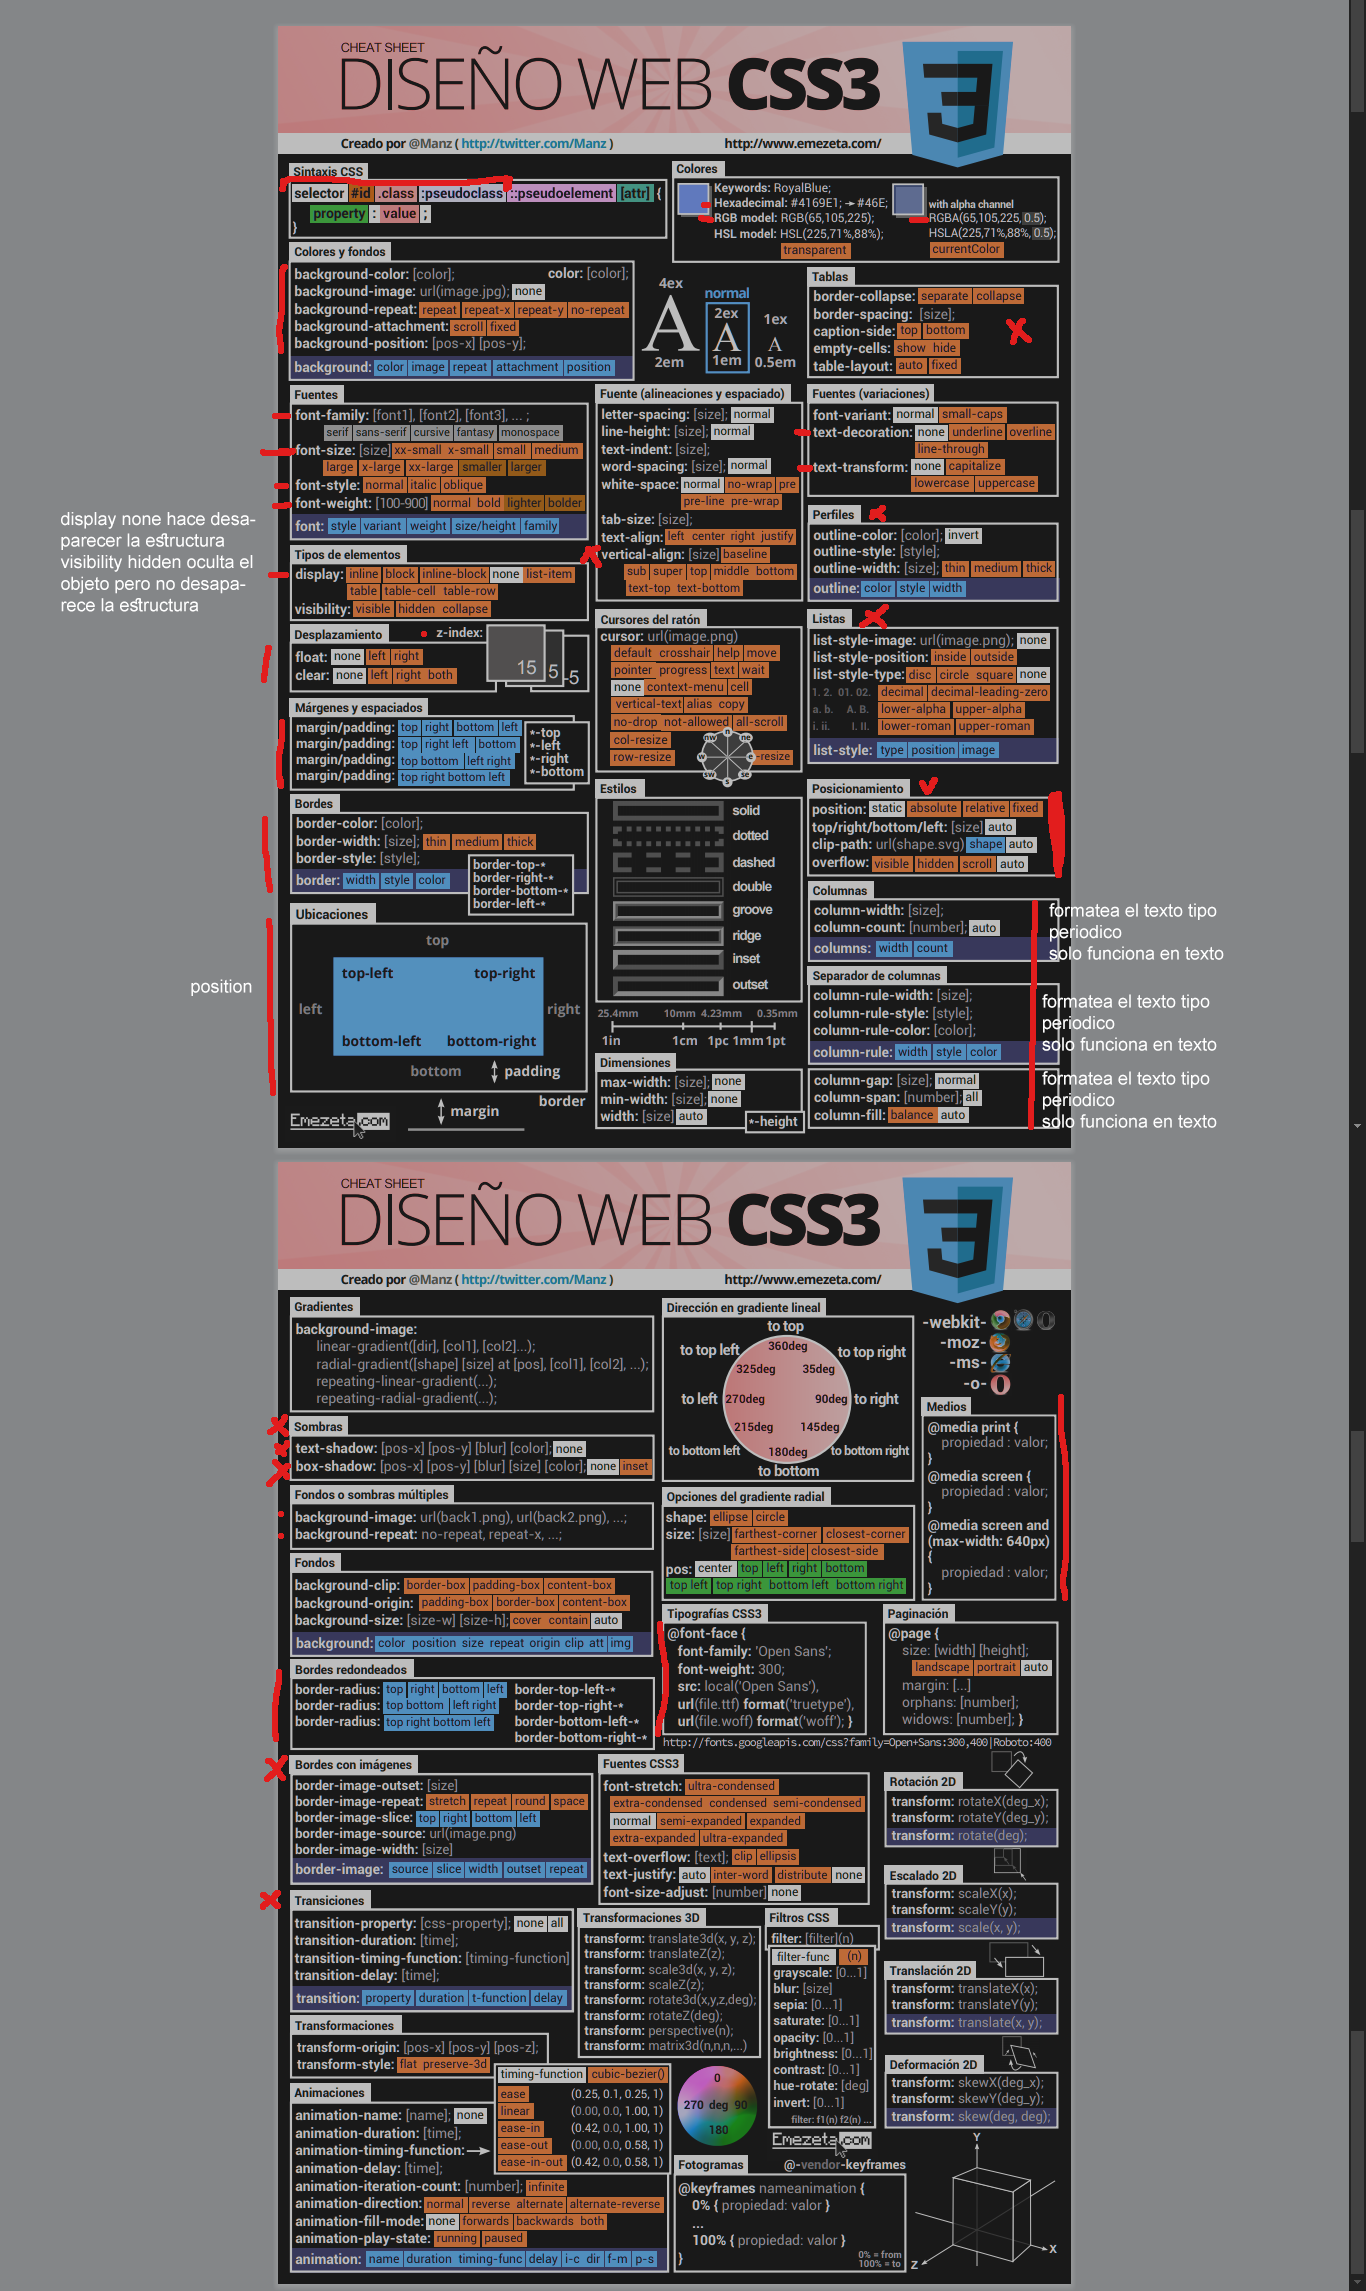 CHEAT SHEET
DISEÑO WEB CSS3
Creado por @Manz ( http://twitter.com/Manz )
http://www.emezeta.com/
Sintaxis CSS
selector #id .class :pseudoclass ::pseudoelement [attr] {
property : value ;
}
Colores
Keywords: RoyalBlue;
Hexadecimal: #4169E1; → #46E;
RGB model: RGB(65,105,225);
HSL model: HSL(225,71%,88%);
transparent
with alpha channel
RGBA(65,105,225,0.5);
HSLA(225,71%,88%,0.5);
currentColor
Colores y fondos
background-color: [color]; color: [color];
background-image: url(image.jpg); none
background-repeat: repeat repeat-x repeat-y no-repeat
background-attachment: scroll fixed
background-position: [pos-x] [pos-y];
background: color image repeat attachment position
4ex
A
2em
normal
2ex
A
1em
1ex
A
0.5em
Tablas
border-collapse: separate collapse
border-spacing: [size];
caption-side: top bottom
empty-cells: show hide
table-layout: auto fixed
Fuentes
font-family: [font1], [font2], [font3], ... ;
serif sans-serif cursive fantasy monospace
font-size: [size] xx-small x-small small medium
large x-large xx-large smaller larger
font-style: normal italic oblique
font-weight: [100-900] normal bold lighter bolder
font: style variant weight size/height family
Fuente (alineaciones y espaciado)
letter-spacing: [size]; normal
line-height: [size]; normal
text-indent: [size];
word-spacing: [size]; normal
white-space: normal no-wrap pre
pre-line pre-wrap
tab-size: [size];
text-align: left center right justify
vertical-align: [size] baseline
sub super top middle bottom
text-top text-bottom
Fuentes (variaciones)
font-variant: normal small-caps
text-decoration: none underline overline
line-through
text-transform: none capitalize
lowercase uppercase
Perfiles
outline-color: [color]; invert
outline-style: [style];
outline-width: [size]; thin medium thick
outline: color style width
display none hace desa-
parecer la estructura
visibility hidden oculta el
objeto pero no desapa-
rece la estructura
Tipos de elementos
display: inline block inline-block none list-item
table table-cell table-row
visibility: visible hidden collapse
Desplazamiento
z-index:
15 5 -5
float: none left right
clear: none left right both
Márgenes y espaciados
margin/padding: top right bottom left
margin/padding: top right left bottom
margin/padding: top bottom left right
margin/padding: top right bottom left
*-top
*-left
*-right
*-bottom
Cursores del ratón
cursor: url(image.png)
default crosshair help move
pointer progress text wait
none context-menu cell
vertical-text alias copy
no-drop not-allowed all-scroll
col-resize
row-resize
n ne e se s sw w nw
-resize
Listas
list-style-image: url(image.png); none
list-style-position: inside outside
list-style-type: disc circle square none
1. 2. 01. 02. decimal decimal-leading-zero
a. b. A. B. lower-alpha upper-alpha
i. ii. I. II. lower-roman upper-roman
list-style: type position image
Bordes
border-color: [color];
border-width: [size]; thin medium thick
border-style: [style];
border: width style color
border-top-*
border-right-*
border-bottom-*
border-left-*
Estilos
solid
dotted
dashed
double
groove
ridge
inset
outset
Posicionamiento
position: static absolute relative fixed
top/right/bottom/left: [size] auto
clip-path: url(shape.svg) shape auto
overflow: visible hidden scroll auto
Columnas
column-width: [size];
column-count: [number]; auto
columns: width count
formatea el texto tipo
periodico
solo funciona en texto
Separador de columnas
column-rule-width: [size];
column-rule-style: [style];
column-rule-color: [color];
column-rule: width style color
formatea el texto tipo
periodico
solo funciona en texto
column-gap: [size]; normal
column-span: [number]; all
column-fill: balance auto
formatea el texto tipo
periodico
solo funciona en texto
position
Ubicaciones
top
top-left top-right
left right
bottom-left bottom-right
bottom padding
border
margin
Emezeta.com
25.4mm 10mm 4.23mm 0.35mm
1in 1cm 1pc 1mm 1pt
Dimensiones
max-width: [size]; none
min-width: [size]; none
width: [size] auto
*-height
CHEAT SHEET
DISEÑO WEB CSS3
Creado por @Manz ( http://twitter.com/Manz )
http://www.emezeta.com/
Gradientes
background-image:
linear-gradient([dir], [col1], [col2]...);
radial-gradient([shape] [size] at [pos], [col1], [col2], ...);
repeating-linear-gradient(...);
repeating-radial-gradient(...);
Dirección en gradiente lineal
to top
to top left 360deg to top right
325deg 35deg
to left 270deg 90deg to right
215deg 145deg
to bottom left 180deg to bottom right
to bottom
-webkit-
-moz-
-ms-
-o-
Medios
@media print {
propiedad : valor;
}
@media screen {
propiedad : valor;
}
@media screen and
(max-width: 640px)
{
propiedad : valor;
}
Sombras
text-shadow: [pos-x] [pos-y] [blur] [color]; none
box-shadow: [pos-x] [pos-y] [blur] [size] [color]; none inset
Fondos o sombras múltiples
background-image: url(back1.png), url(back2.png), ...;
background-repeat: no-repeat, repeat-x, ...;
Opciones del gradiente radial
shape: ellipse circle
size: [size] farthest-corner closest-corner
farthest-side closest-side
pos: center top left right bottom
top left top right bottom left bottom right
Fondos
background-clip: border-box padding-box content-box
background-origin: padding-box border-box content-box
background-size: [size-w] [size-h]; cover contain auto
background: color position size repeat origin clip att img
Tipografías CSS3
@font-face {
font-family: 'Open Sans';
font-weight: 300;
src: local('Open Sans'),
url(file.ttf) format('truetype'),
url(file.woff) format('woff'); }
http://fonts.googleapis.com/css?family=Open+Sans:300,400|Roboto:400
Paginación
@page {
size: [width] [height];
landscape portrait auto
margin: [...]
orphans: [number];
widows: [number]; }
Bordes redondeados
border-radius: top right bottom left
border-radius: top bottom left right
border-radius: top right bottom left
border-top-left-*
border-top-right-*
border-bottom-left-*
border-bottom-right-*
Bordes con imágenes
border-image-outset: [size]
border-image-repeat: stretch repeat round space
border-image-slice: top right bottom left
border-image-source: url(image.png)
border-image-width: [size]
border-image: source slice width outset repeat
Fuentes CSS3
font-stretch: ultra-condensed
extra-condensed condensed semi-condensed
normal semi-expanded expanded
extra-expanded ultra-expanded
text-overflow: [text]; clip ellipsis
text-justify: auto inter-word distribute none
font-size-adjust: [number] none
Rotación 2D
transform: rotateX(deg_x);
transform: rotateY(deg_y);
transform: rotate(deg);
Escalado 2D
transform: scaleX(x);
transform: scaleY(y);
transform: scale(x, y);
Translación 2D
transform: translateX(x);
transform: translateY(y);
transform: translate(x, y);
Deformación 2D
transform: skewX(deg_x);
transform: skewY(deg_y);
transform: skew(deg, deg);
Transiciones
transition-property: [css-property]; none all
transition-duration: [time];
transition-timing-function: [timing-function]
transition-delay: [time];
transition: property duration t-function delay
Transformaciones 3D
transform: translate3d(x, y, z);
transform: translateZ(z);
transform: scale3d(x, y, z);
transform: scaleZ(z);
transform: rotate3d(x,y,z,deg);
transform: rotateZ(deg);
transform: perspective(n);
transform: matrix3d(n,n,n,...)
Filtros CSS
filter: [filter](n)
filter-func (n)
grayscale: [0...1]
blur: [size]
sepia: [0...1]
saturate: [0...1]
opacity: [0...1]
brightness: [0...1]
contrast: [0...1]
hue-rotate: [deg]
invert: [0...1]
filter: f1(n) f2(n) ...
Emezeta.com
Transformaciones
transform-origin: [pos-x] [pos-y] [pos-z];
transform-style: flat preserve-3d
timing-function cubic-bezier()
ease (0.25, 0.1, 0.25, 1)
linear (0.00, 0.0, 1.00, 1)
ease-in (0.42, 0.0, 1.00, 1)
ease-out (0.00, 0.0, 0.58, 1)
ease-in-out (0.42, 0.0, 0.58, 1)
0
270 deg 90
180
Animaciones
animation-name: [name]; none
animation-duration: [time];
animation-timing-function:
animation-delay: [time];
animation-iteration-count: [number]; infinite
animation-direction: normal reverse alternate alternate-reverse
animation-fill-mode: none forwards backwards both
animation-play-state: running paused
animation: name duration timing-func delay i-c dir f-m p-s
Fotogramas
@-vendor-keyframes
@keyframes nameanimation {
0% { propiedad: valor }
...
100% { propiedad: valor }
}
0% = from
100% = to
Y
X
Z